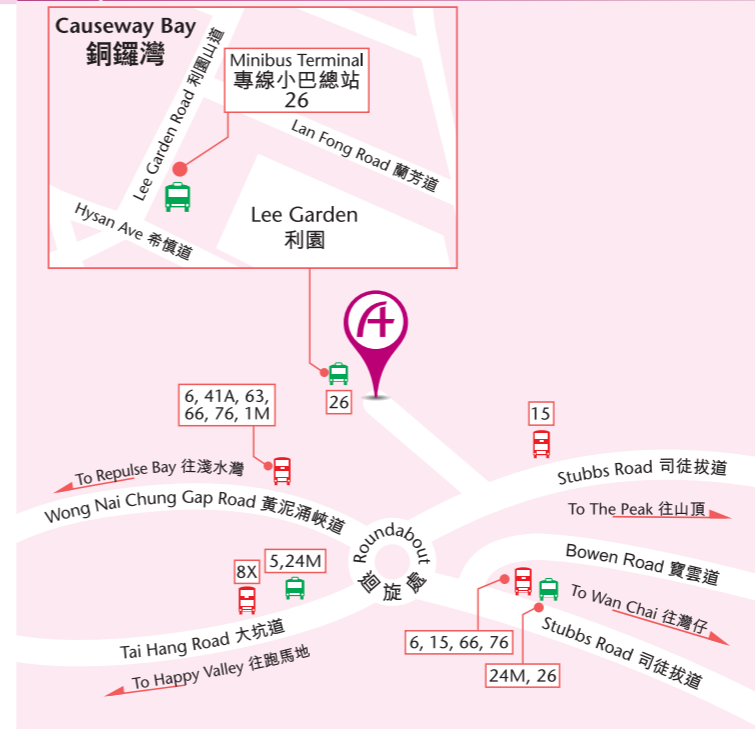 Causeway Bay
銅鑼灣
Minibus Terminal
專線小巴總站
26
Lee Garden Road 利園山道
Lan Fong Road 蘭芳道
Hysan Ave 希慎道
Lee Garden
利園
26
6, 41A, 63,
66, 76, 1M
15
To Repulse Bay 往淺水灣
Wong Nai Chung Gap Road 黃泥涌峽道
Stubbs Road 司徒拔道
To The Peak 往山頂
Roundabout
迴旋處
Bowen Road 寶雲道
8X
5,24M
To Wan Chai 往灣仔
Tai Hang Road 大坑道
To Happy Valley 往跑馬地
6, 15, 66, 76
24M, 26
Stubbs Road 司徒拔道